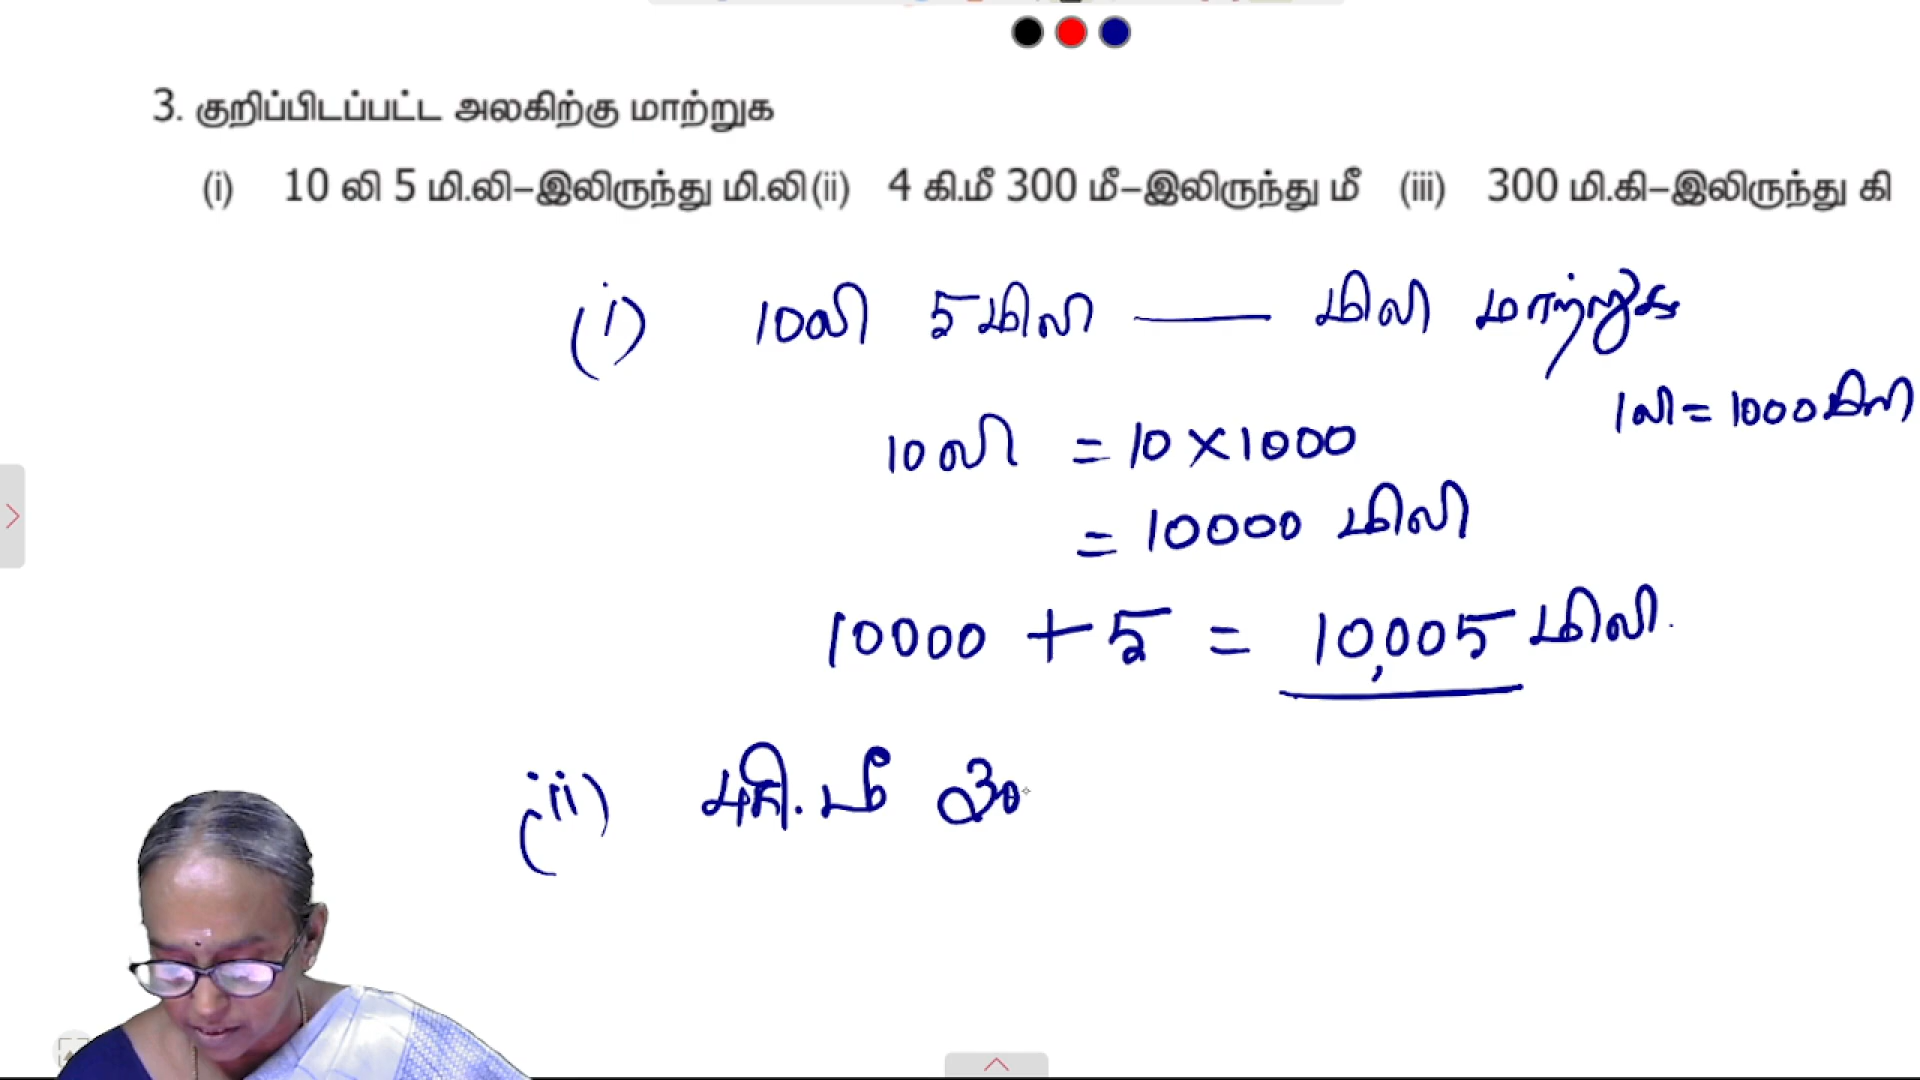 3. குறிப்பிடப்பட்ட அலகிற்கு மாற்றுக
(i) 10 லி 5 மி.லி–இலிருந்து மி.லி (ii) 4 கி.மீ 300 மீ–இலிருந்து மீ (iii) 300 மி.கி–இலிருந்து கி
(i) 10லி 5மிலி — மிலி மாற்றுக
1லி = 1000மிலி
10லி = 10 × 1000
= 10000 மிலி
10000 + 5 = 10,005 மிலி.
(ii) 4கி.மீ 30